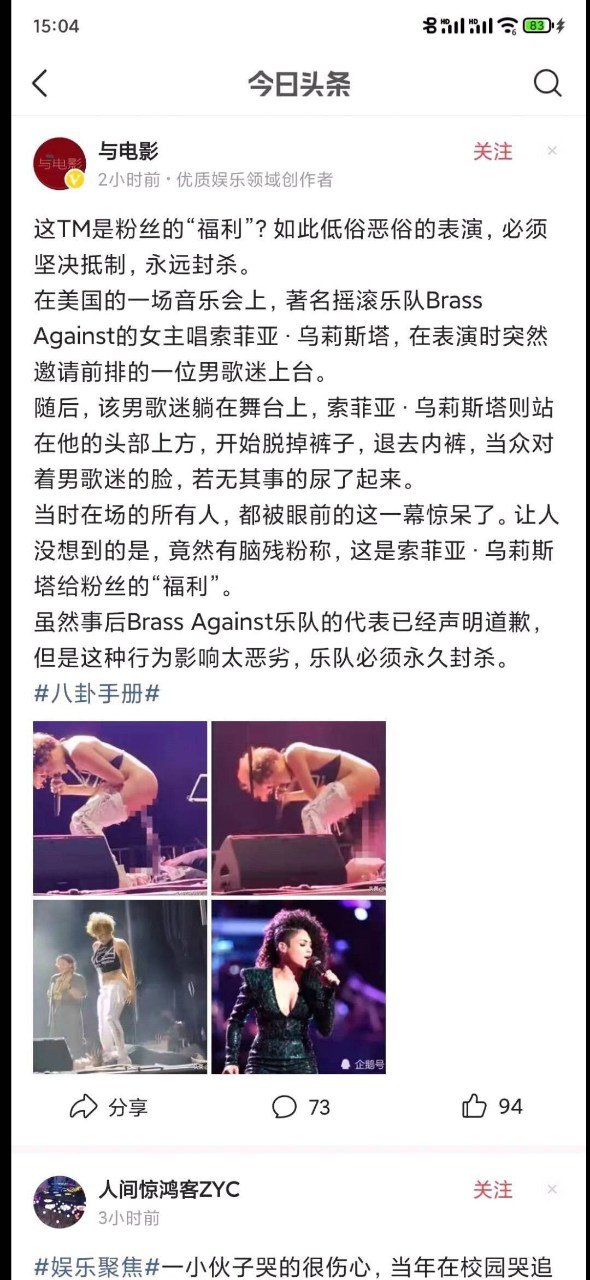 15:04
HD HD 6 83
今日头条
与电影
与电影
关注
2小时前·优质娱乐领域创作者
这TM是粉丝的“福利”？如此低俗恶俗的表演，必须
坚决抵制，永远封杀。
在美国的一场音乐会上，著名摇滚乐队Brass
Against的女主唱索菲亚·乌莉斯塔，在表演时突然
邀请前排的一位男歌迷上台。
随后，该男歌迷躺在舞台上，索菲亚·乌莉斯塔则站
在他的头部上方，开始脱掉裤子，退去内裤，当众对
着男歌迷的脸，若无其事的尿了起来。
当时在场的所有人，都被眼前的这一幕惊呆了。让人
没想到的是，竟然有脑残粉称，这是索菲亚·乌莉斯
塔给粉丝的“福利”。
虽然事后Brass Against乐队的代表已经声明道歉，
但是这种行为影响太恶劣，乐队必须永久封杀。
#八卦手册#
企鹅号
分享
73
94
人间惊鸿客ZYC
关注
3小时前
#娱乐聚焦#一小伙子哭的很伤心，当年在校园哭追